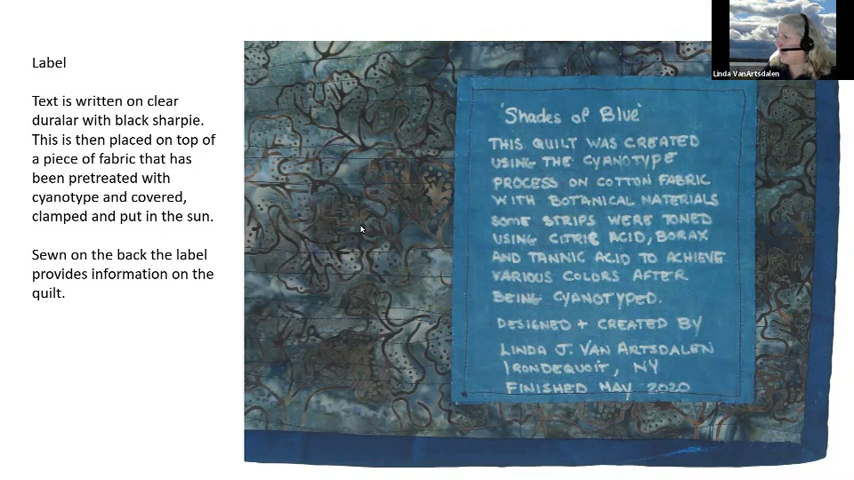 Label
Text is written on clear
duralar with black sharpie.
This is then placed on top of
a piece of fabric that has
been pretreated with
cyanotype and covered,
clamped and put in the sun.
Sewn on the back the label
provides information on the
quilt.
'Shades of Blue'
THIS QUILT WAS CREATED
USING THE CYANOTYPE
PROCESS ON COTTON FABRIC
WITH BOTANICAL MATERIALS
SOME STRIPS WERE TONED
USING CITRIC ACID, BORAX
AND TANNIC ACID TO ACHIEVE
VARIOUS COLORS AFTER
BEING CYANOTYPED.
DESIGNED + CREATED BY
LINDA J. VAN ARTSDALEN
IRONDEQUOIT, NY
FINISHED MAY 2020
Linda VanArtsdalen